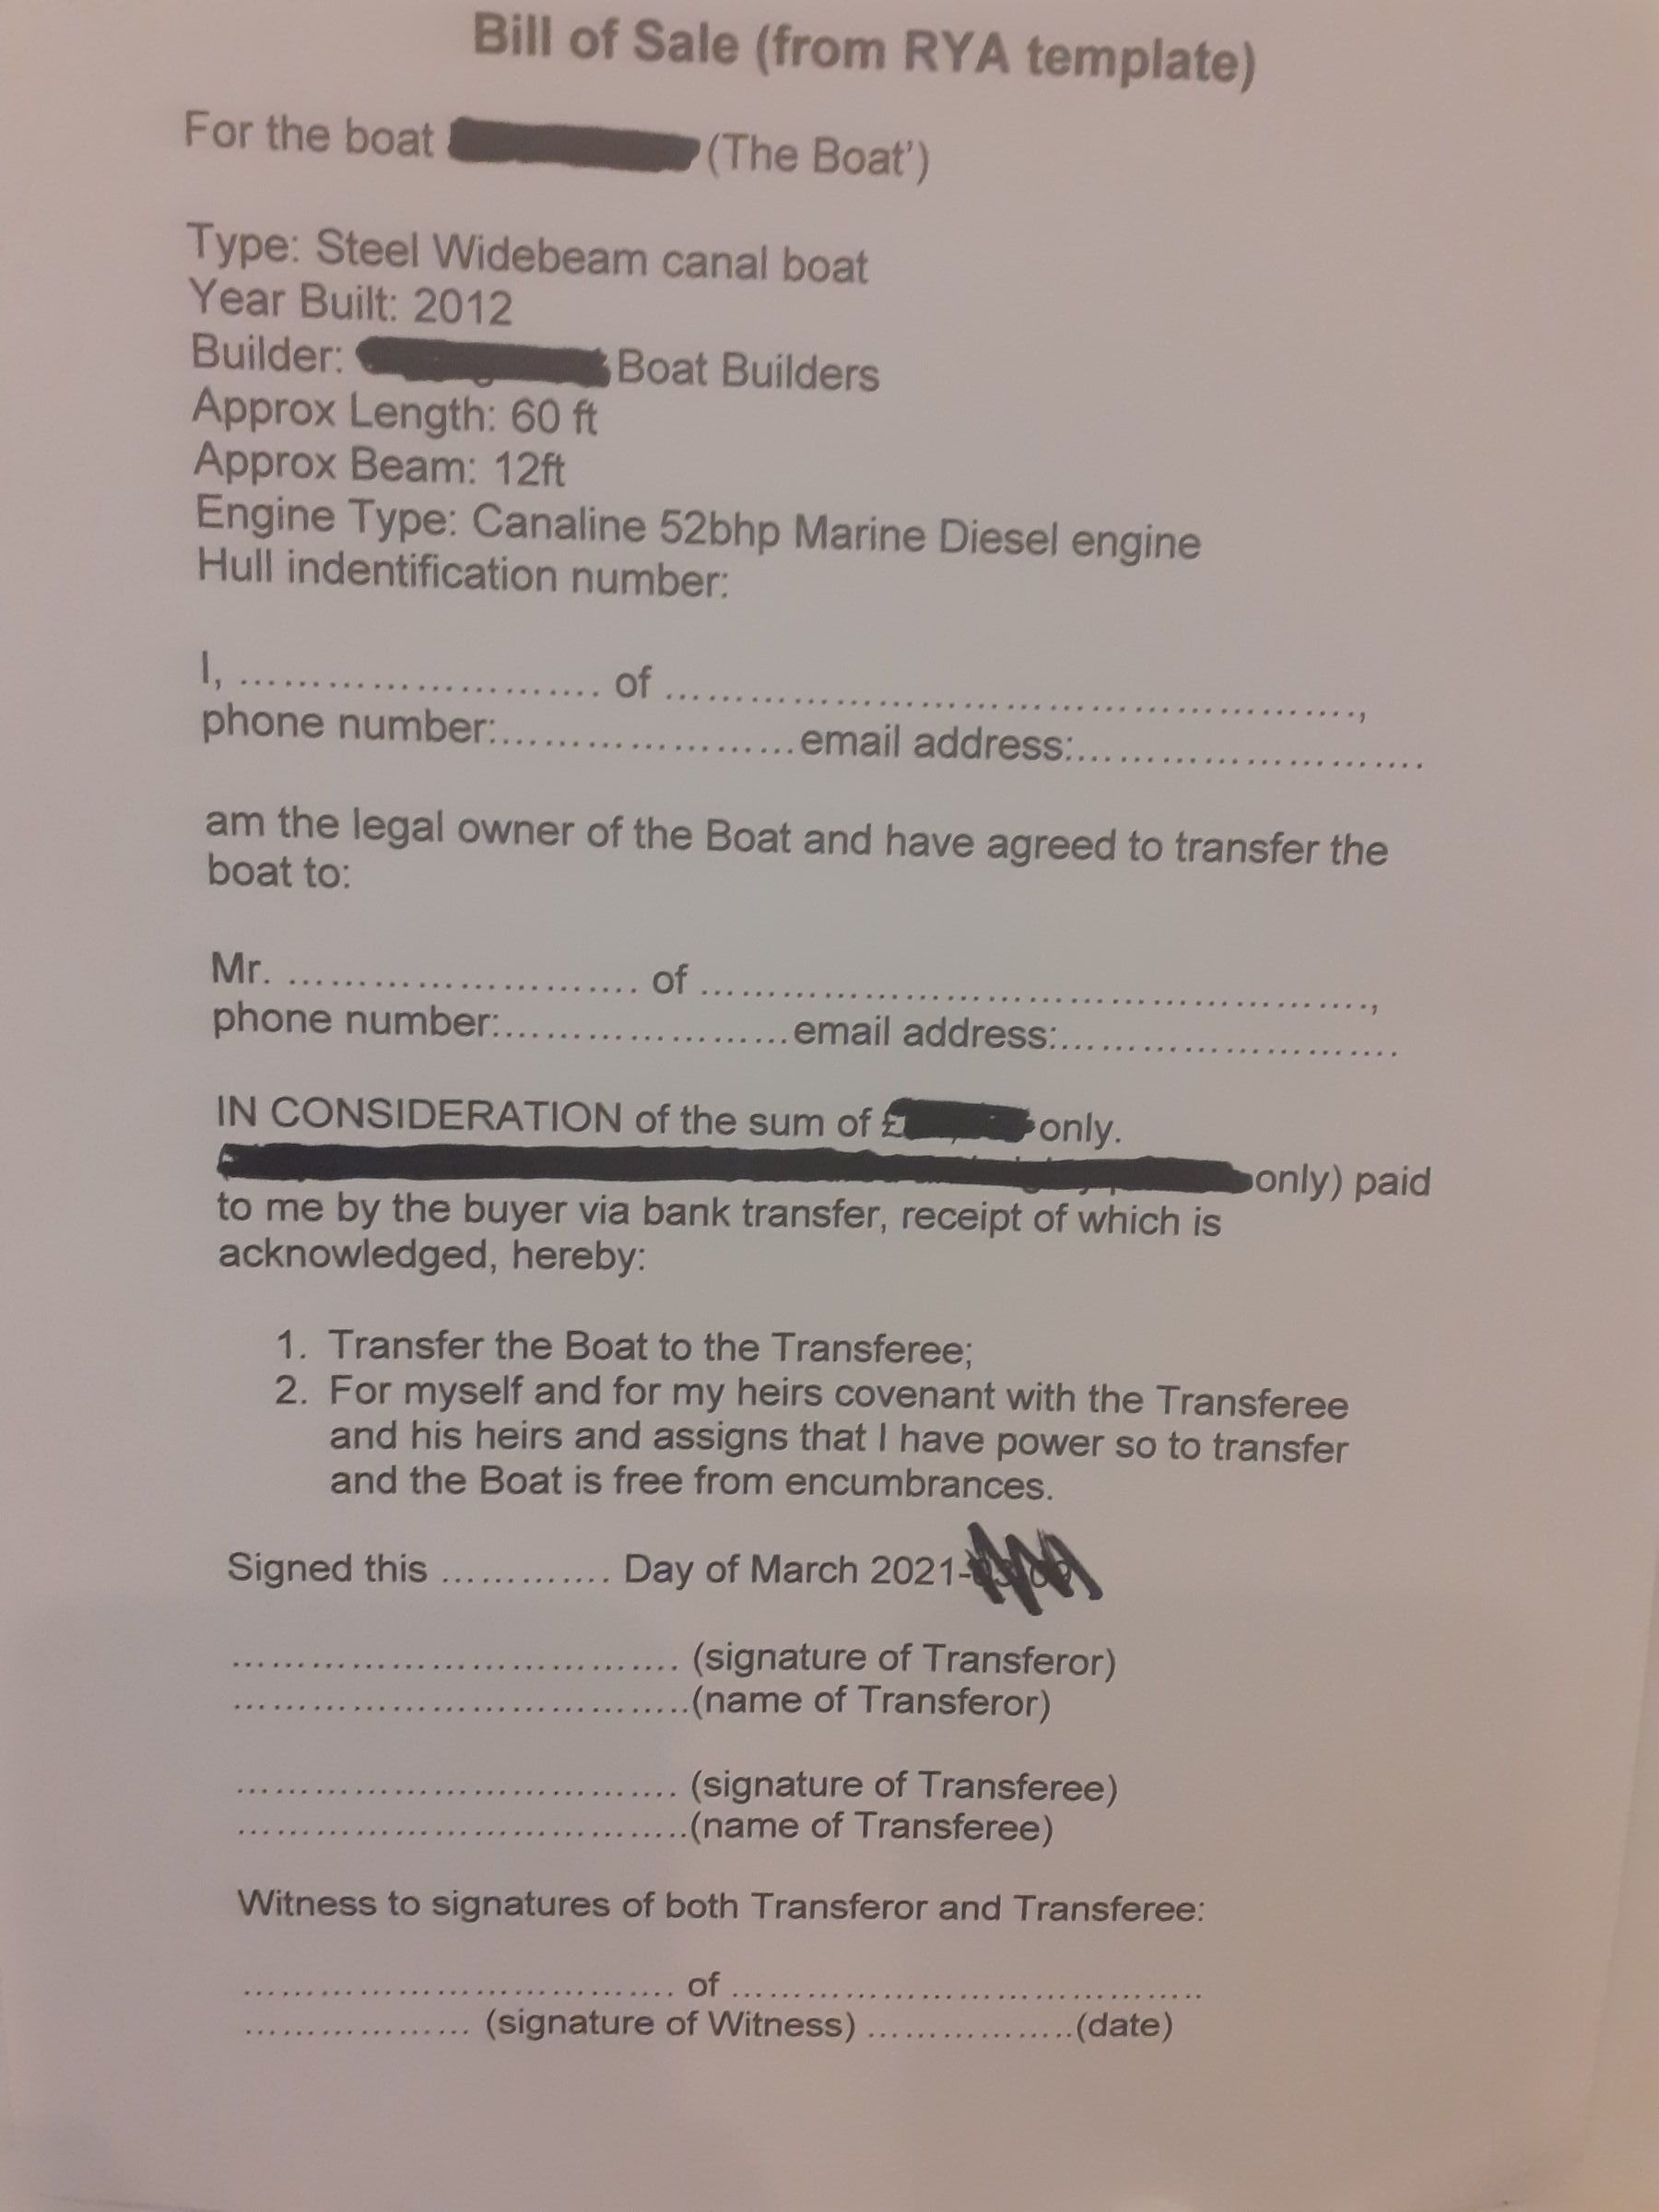 Bill of Sale (from RYA template)
For the boat (The Boat')
Type: Steel Widebeam canal boat
Year Built: 2012
Builder: Boat Builders
Approx Length: 60 ft
Approx Beam: 12ft
Engine Type: Canaline 52bhp Marine Diesel engine
Hull indentification number:
I, ............................ of ......................................................,
phone number:........................email address:............................
am the legal owner of the Boat and have agreed to transfer the
boat to:
Mr. ............................ of ......................................................,
phone number:........................email address:............................
IN CONSIDERATION of the sum of £ only.
only) paid
to me by the buyer via bank transfer, receipt of which is
acknowledged, hereby:
1. Transfer the Boat to the Transferee;
2. For myself and for my heirs covenant with the Transferee
and his heirs and assigns that I have power so to transfer
and the Boat is free from encumbrances.
Signed this ............. Day of March 2021-
.................................... (signature of Transferor)
....................................(name of Transferor)
.................................... (signature of Transferee)
....................................(name of Transferee)
Witness to signatures of both Transferor and Transferee:
.................................... of ......................................
.................. (signature of Witness) .................(date)